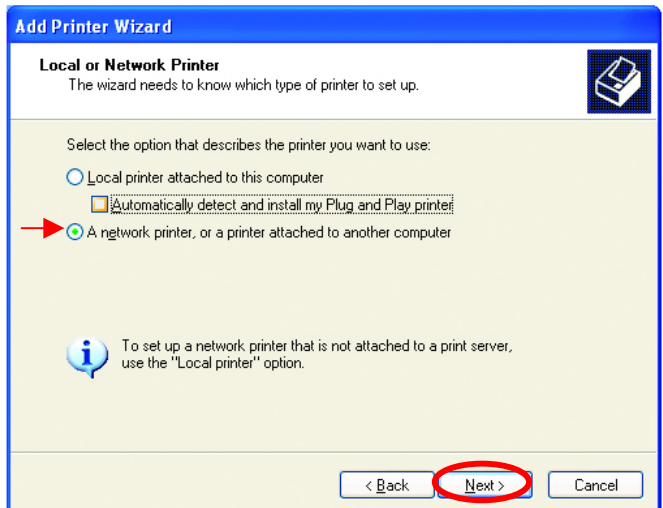 Add Printer Wizard
Local or Network Printer
The wizard needs to know which type of printer to set up.
Select the option that describes the printer you want to use:
Local printer attached to this computer
Automatically detect and install my Plug and Play printer
A network printer, or a printer attached to another computer
To set up a network printer that is not attached to a print server,
use the "Local printer" option.
< Back
Next >
Cancel